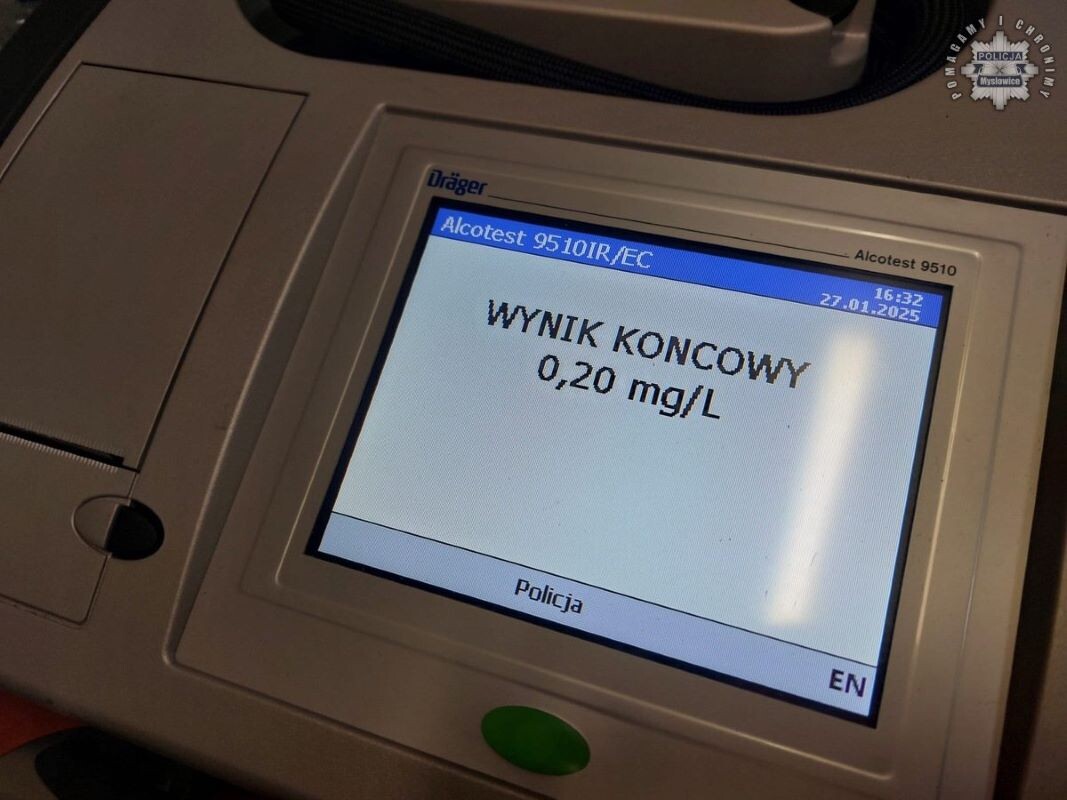 POMAGAMY I CHRONIMY
POLICJA
Mysłowice
Dräger
Alcotest 9510
Alcotest 9510IR/EC
16:32
27.01.2025
WYNIK KONCOWY
0,20 mg/L
Policja
EN